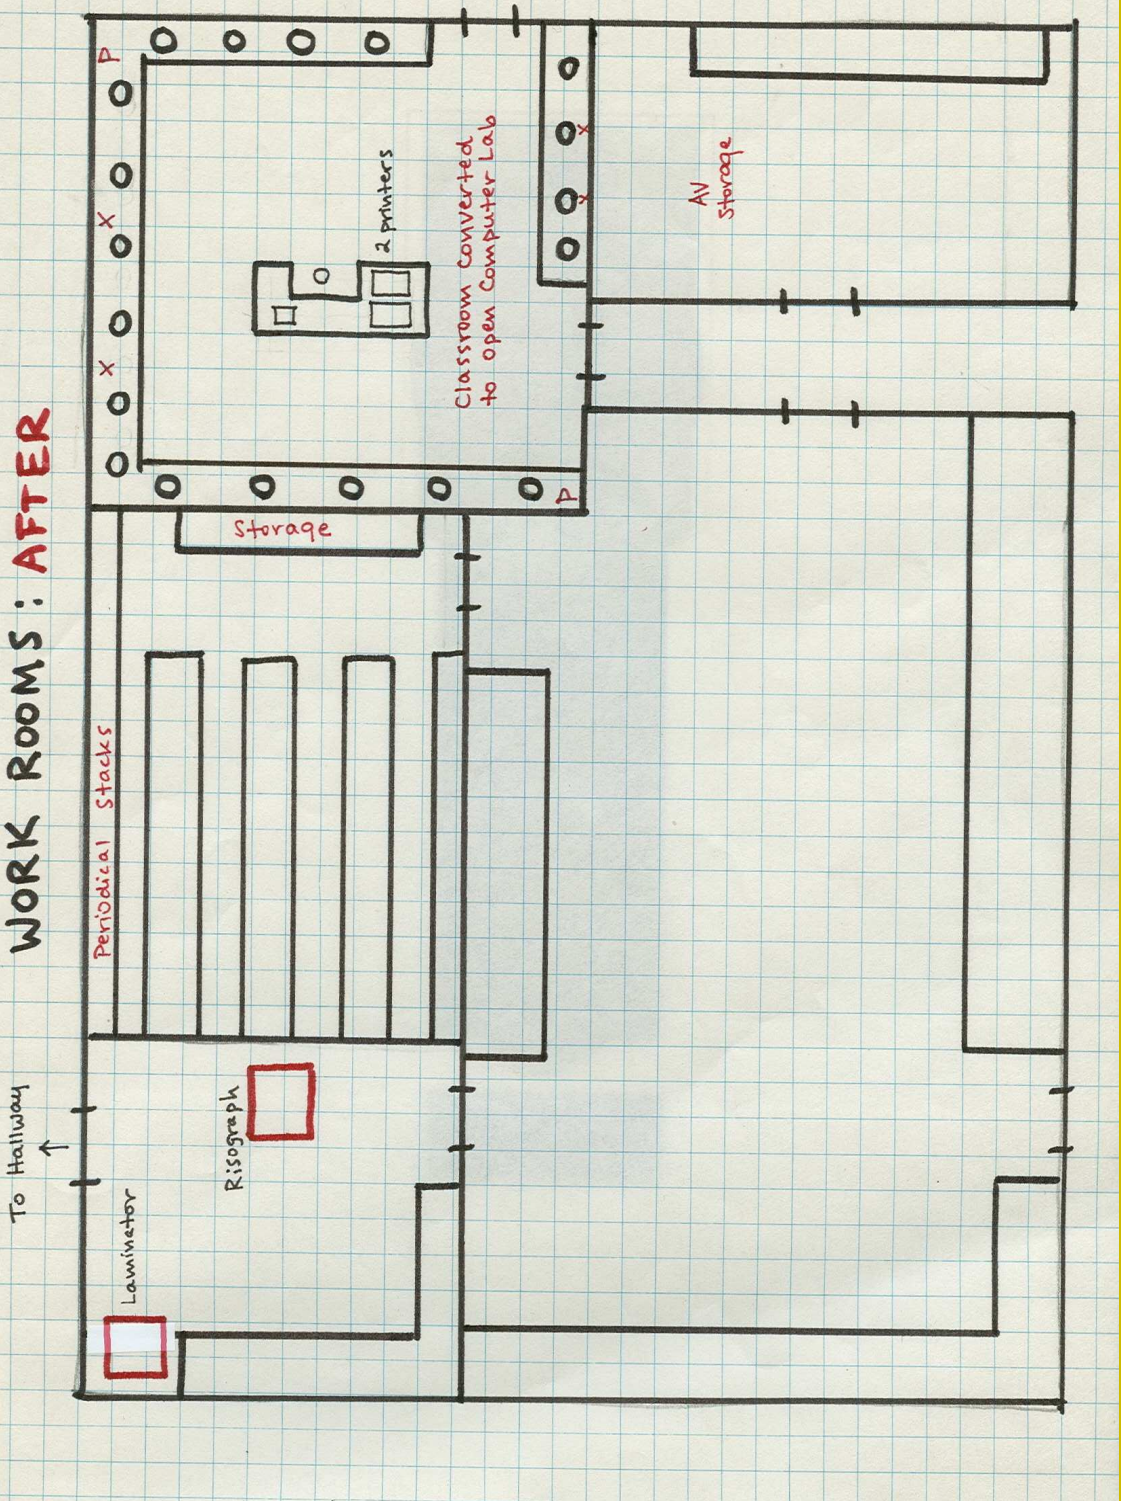 WORK ROOMS: AFTER
To Hallway
↑
Laminator
Risograph
Periodical Stacks
Storage
P
X
X
P
2 printers
Classroom converted
to open Computer Lab
X
X
AV
Storage